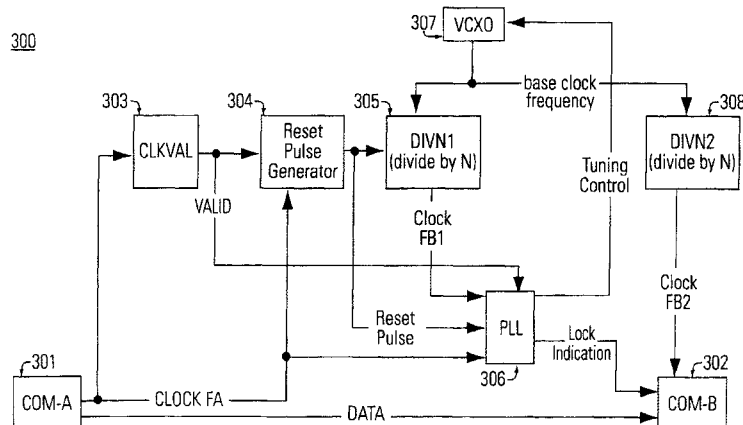 300
307
VCXO
303
304
305
base clock
frequency
308
CLKVAL
Reset
Pulse
Generator
DIVN1
(divide by N)
DIVN2
(divide by N)
VALID
Clock
FB1
Tuning
Control
Clock
FB2
Reset
Pulse
PLL
Lock
Indication
306
301
302
COM-A
CLOCK FA
DATA
COM-B